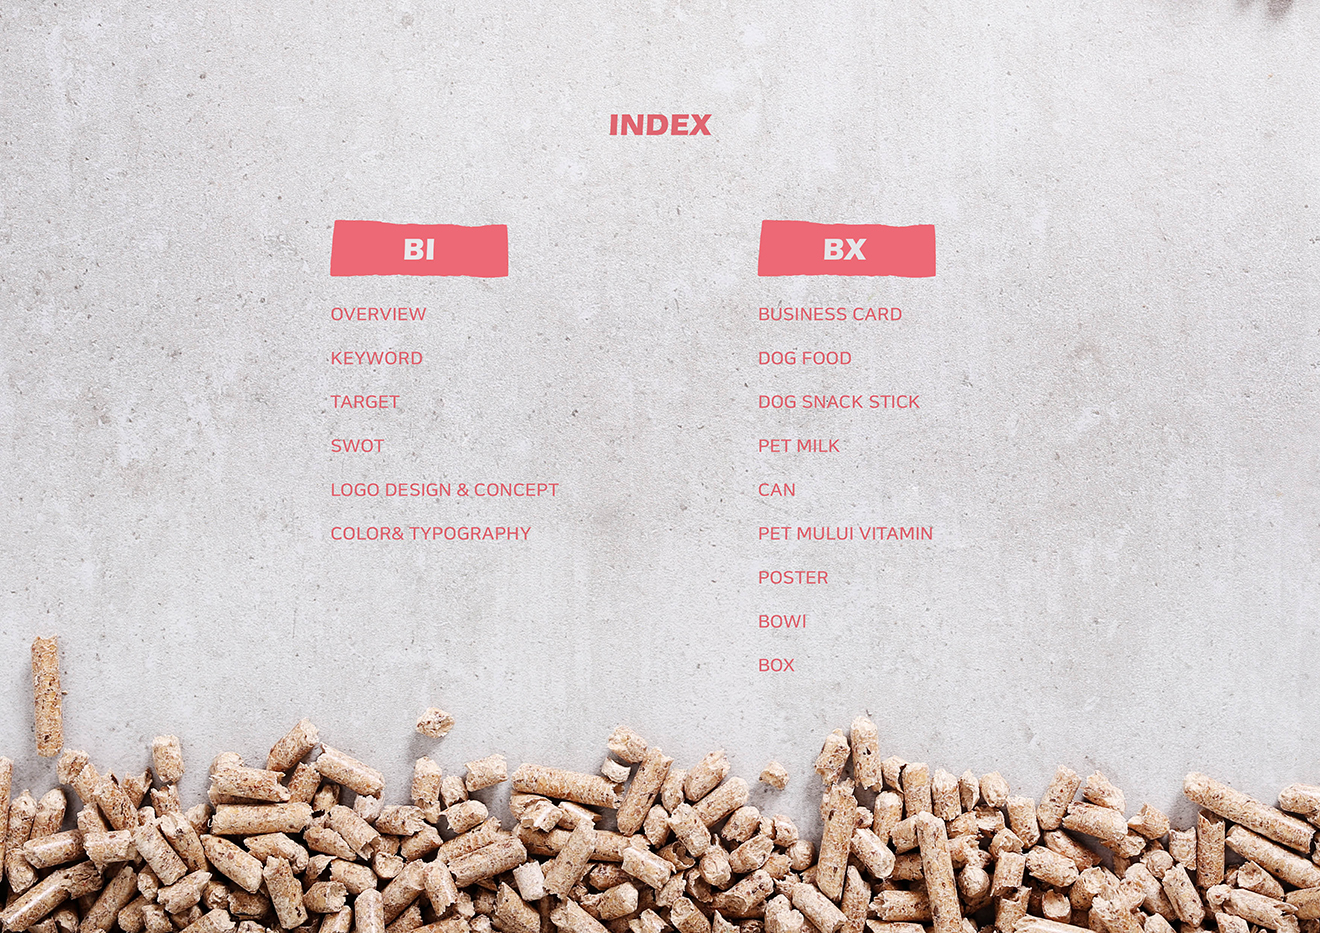 INDEX
BI
OVERVIEW
KEYWORD
TARGET
SWOT
LOGO DESIGN & CONCEPT
COLOR& TYPOGRAPHY
BX
BUSINESS CARD
DOG FOOD
DOG SNACK STICK
PET MILK
CAN
PET MULUI VITAMIN
POSTER
BOWl
BOX